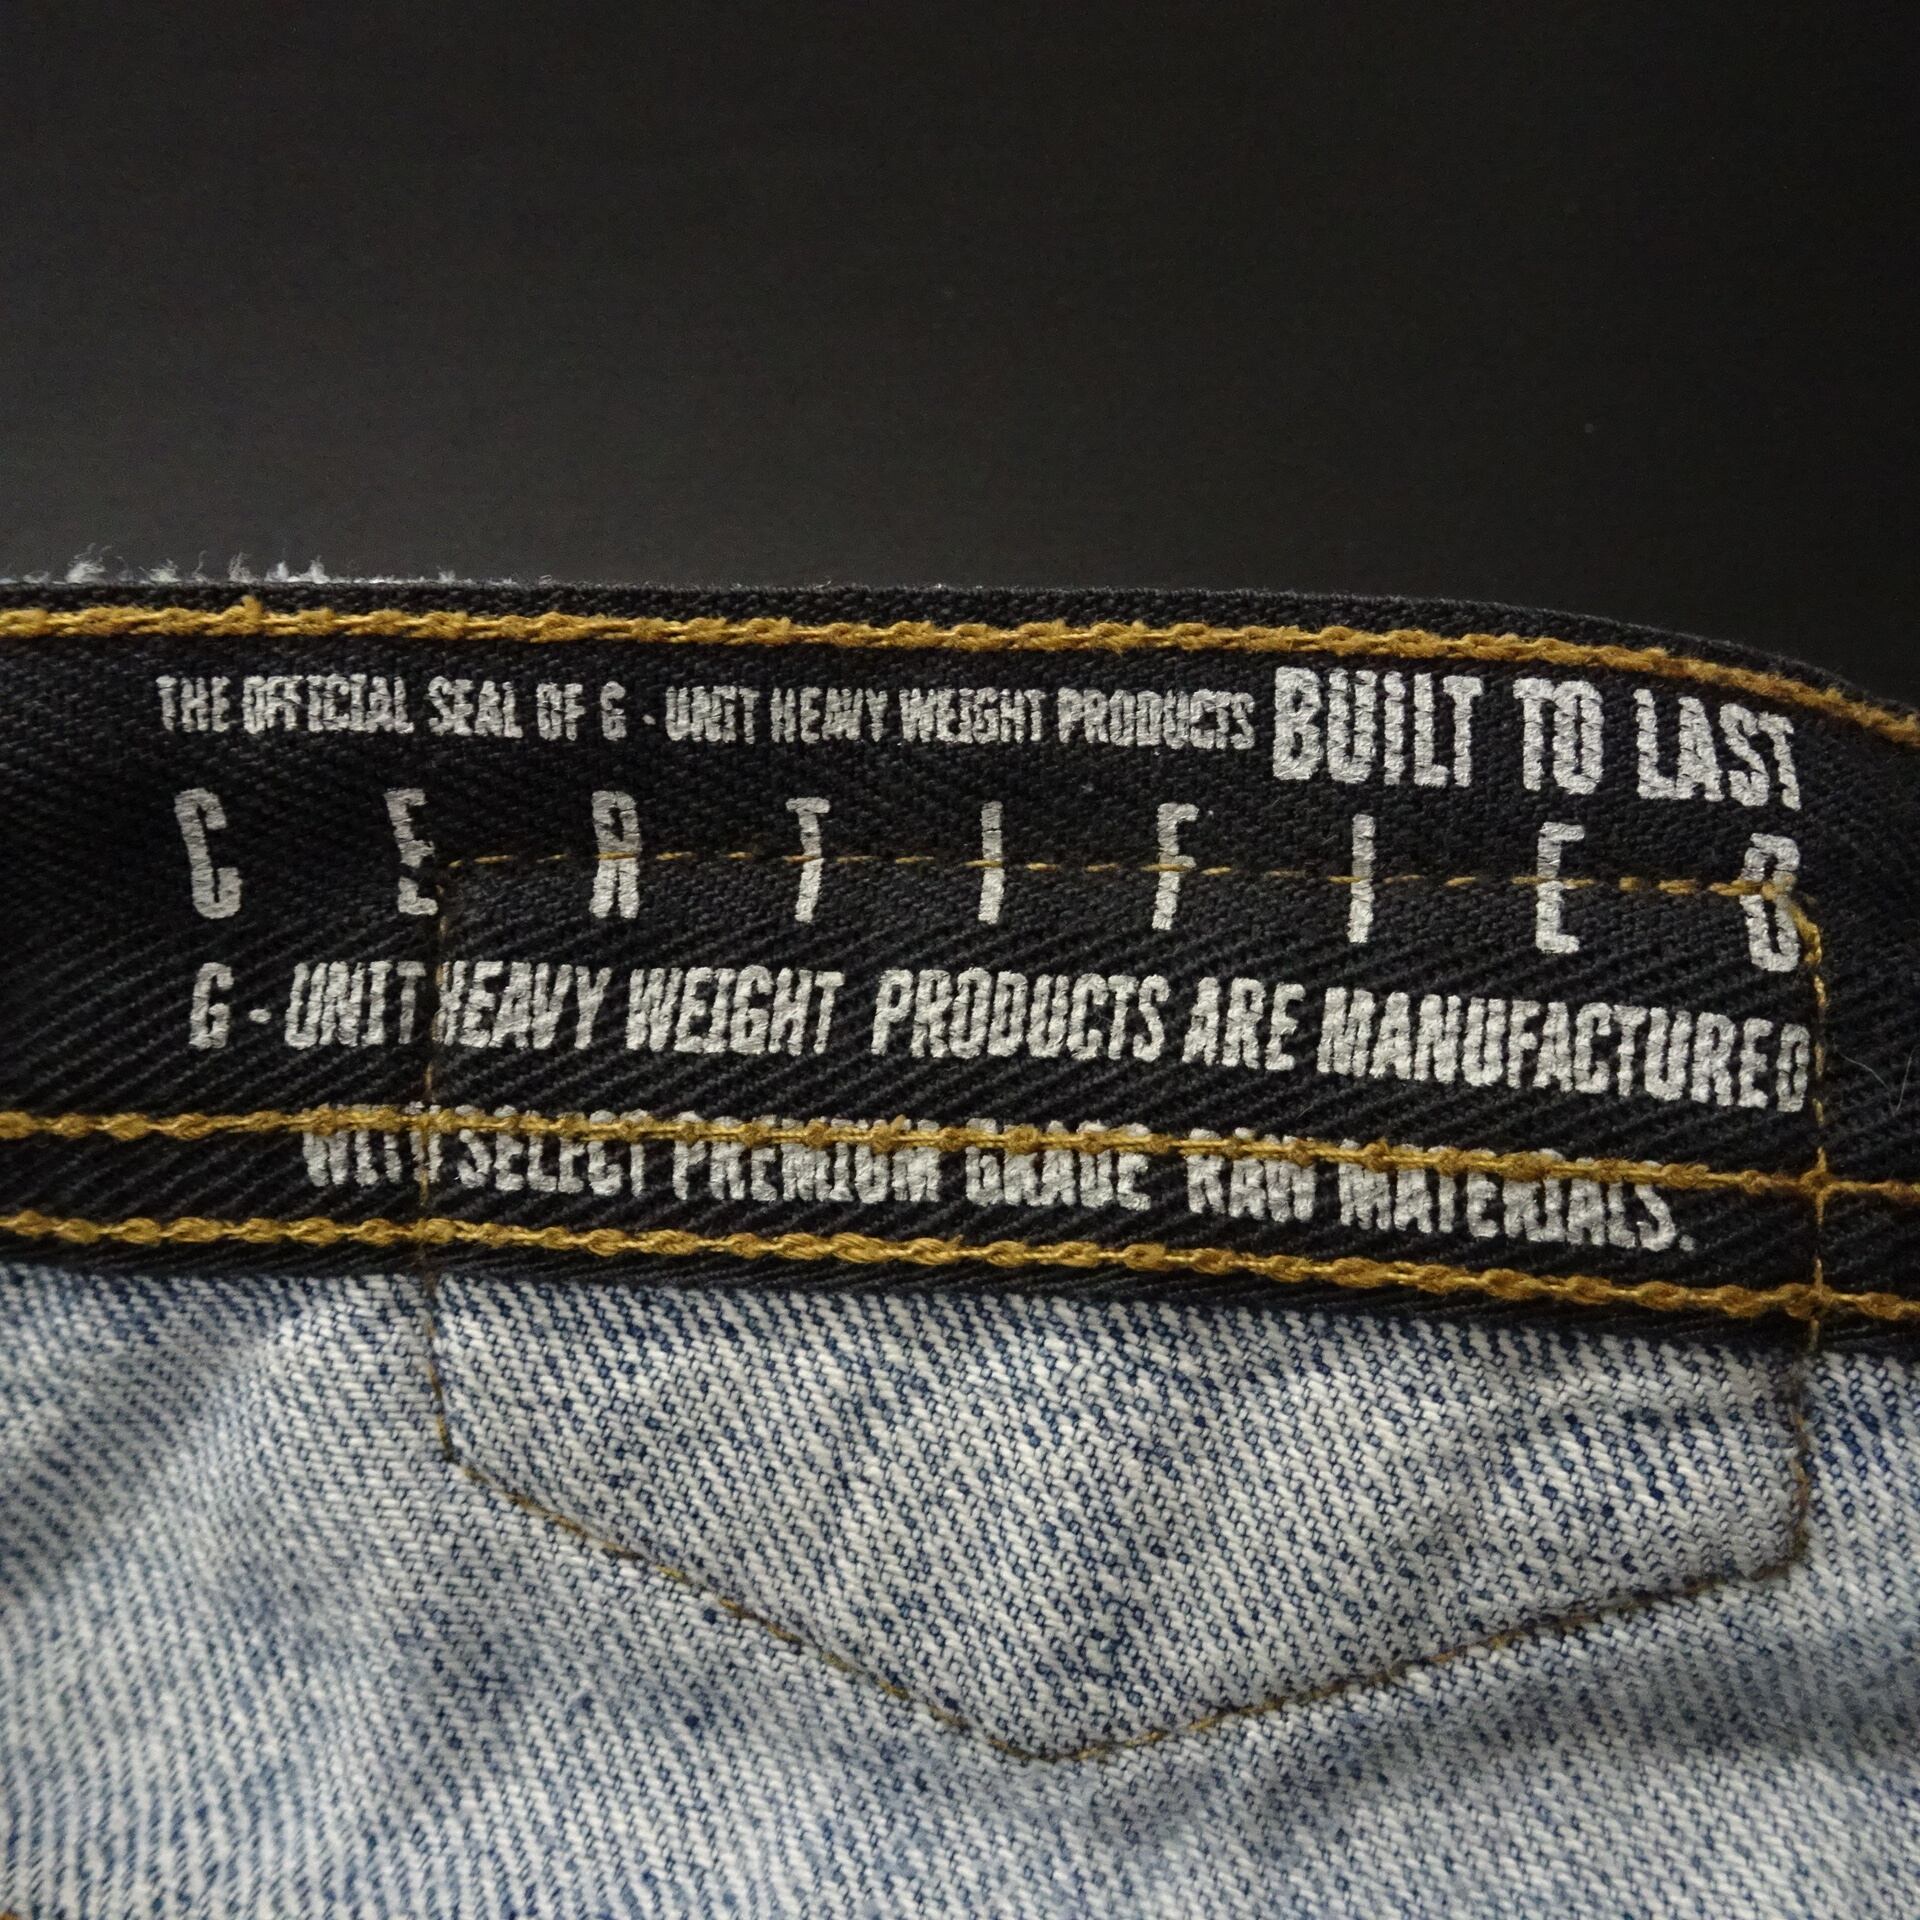 THE OFFICIAL SEAL OF G - UNIT HEAVY WEIGHT PRODUCTS BUILT TO LAST
CERTIFIED
G - UNIT HEAVY WEIGHT PRODUCTS ARE MANUFACTURED
WITH SELECT PREMIUM GRADE RAW MATERIALS.